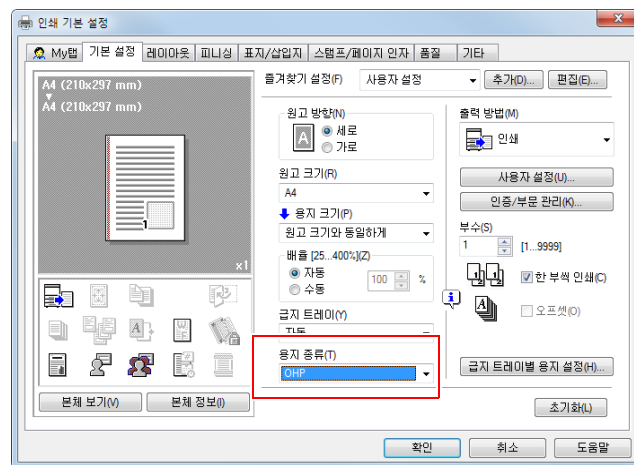 인쇄 기본 설정
My탭 기본 설정 레이아웃 피니싱 표지/삽입지 스탬프/페이지 인자 품질 기타
A4 (210x297 mm)
A4 (210x297 mm)
1
x1
본체 보기(V) 본체 정보(I)
즐겨찾기 설정(F) 사용자 설정 추가(D)... 편집(E)...
원고 방향(N)
A 세로
가로
원고 크기(R)
A4
용지 크기(P)
원고 크기와 동일하게
배율 [25...400%](Z)
자동
수동
100 %
급지 트레이(Y)
자동
용지 종류(T)
OHP
출력 방법(M)
인쇄
사용자 설정(U)...
인증/부문 관리(K)...
부수(S)
1 [1...9999]
한 부씩 인쇄(C)
오프셋(O)
급지 트레이별 용지 설정(H)...
초기화(L)
확인 취소 도움말